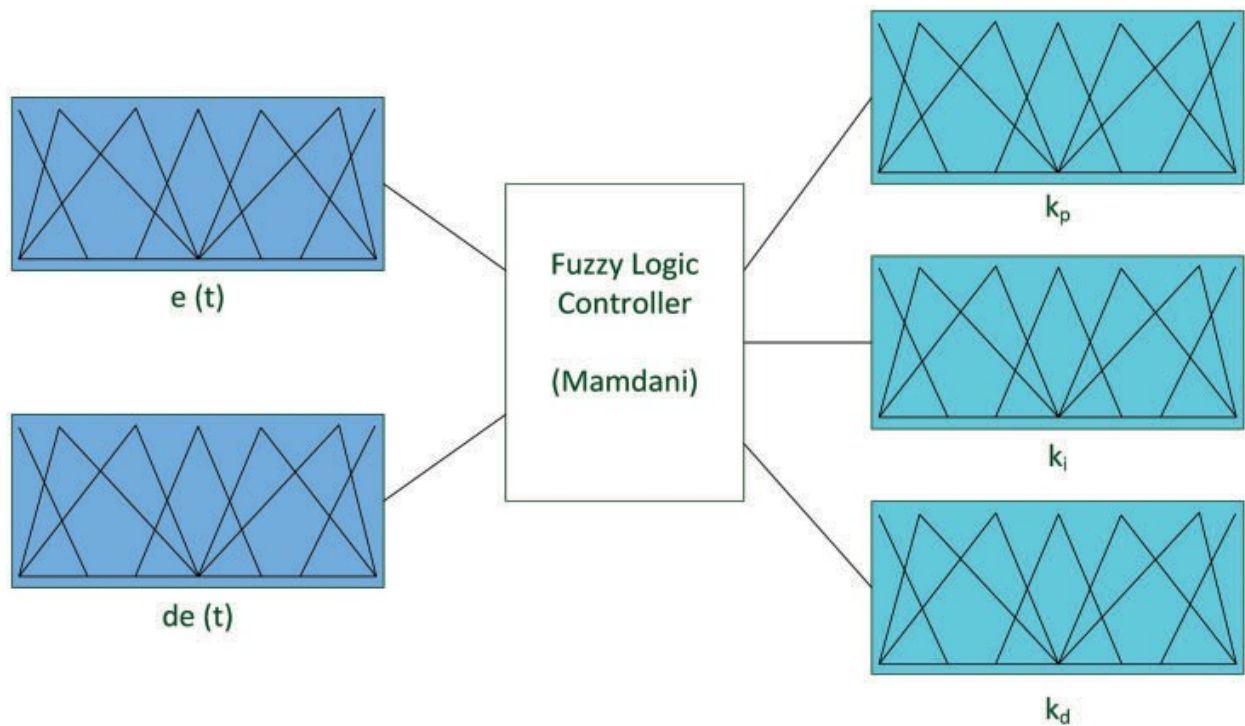 e (t)
de (t)
Fuzzy Logic
Controller
(Mamdani)
kp
ki
kd